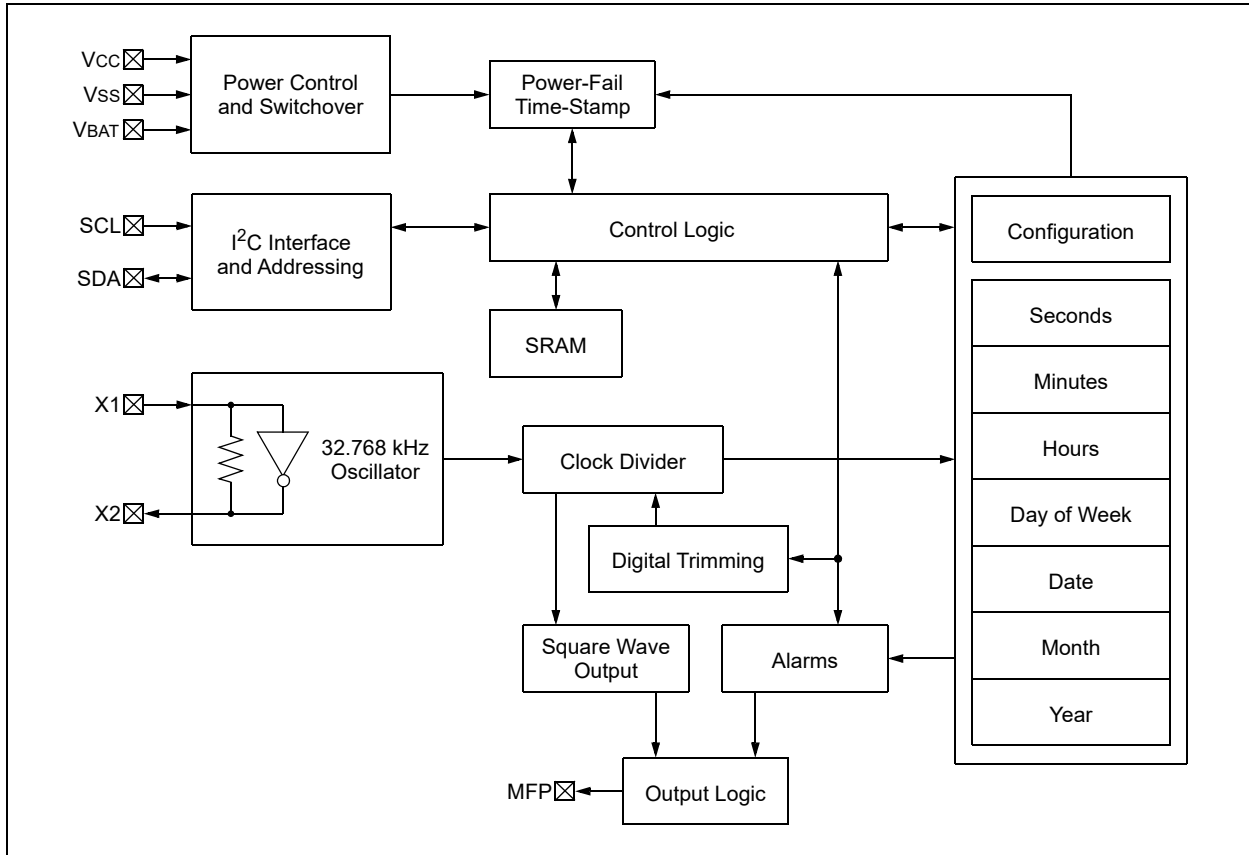 VCC
VSS
VBAT
Power Control
and Switchover
Power-Fail
Time-Stamp
SCL
SDA
I2C Interface
and Addressing
Control Logic
Configuration
SRAM
Seconds
Minutes
Hours
Day of Week
Date
Month
Year
X1
X2
32.768 kHz
Oscillator
Clock Divider
Digital Trimming
Square Wave
Output
Alarms
MFP
Output Logic